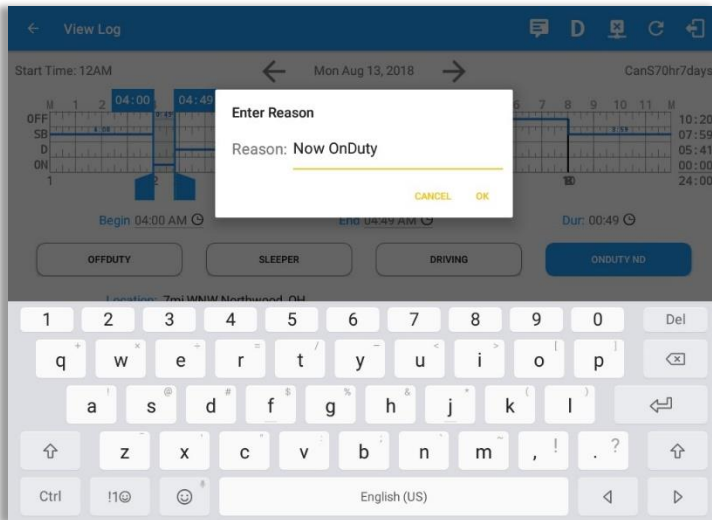 View Log D C
Start Time: 12AM Mon Aug 13, 2018 CanS70hr7days
M 1 2 04:00 04:49 6 7 8 9 10 11 M
OFF 10:20
SB 07:59
D 05:41
ON 00:00
1 2 24:00
Enter Reason
Reason: Now OnDuty
CANCEL OK
Begin 04:00 AM End 04:49 AM Dur: 00:49
OFFDUTY SLEEPER DRIVING ONDUTY ND
Location: 7mi WNW Northwood, OH
1 2 3 4 5 6 7 8 9 0 Del
q w e r t y u i o p
a s d f g h j k l
z x c v b n m , ! . ?
Ctrl !1☺ English (US)